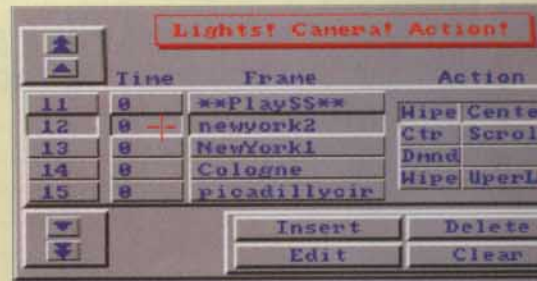 Lights! Camera! Action!
Time Frame Action
11 0 **PlaySS**
12 0 newyork2 Wipe Cente
13 0 NewYork1 Ctr Scrol
14 0 Cologne Dmnd
15 0 picadillycir Wipe UperL
Insert Delete
Edit Clear